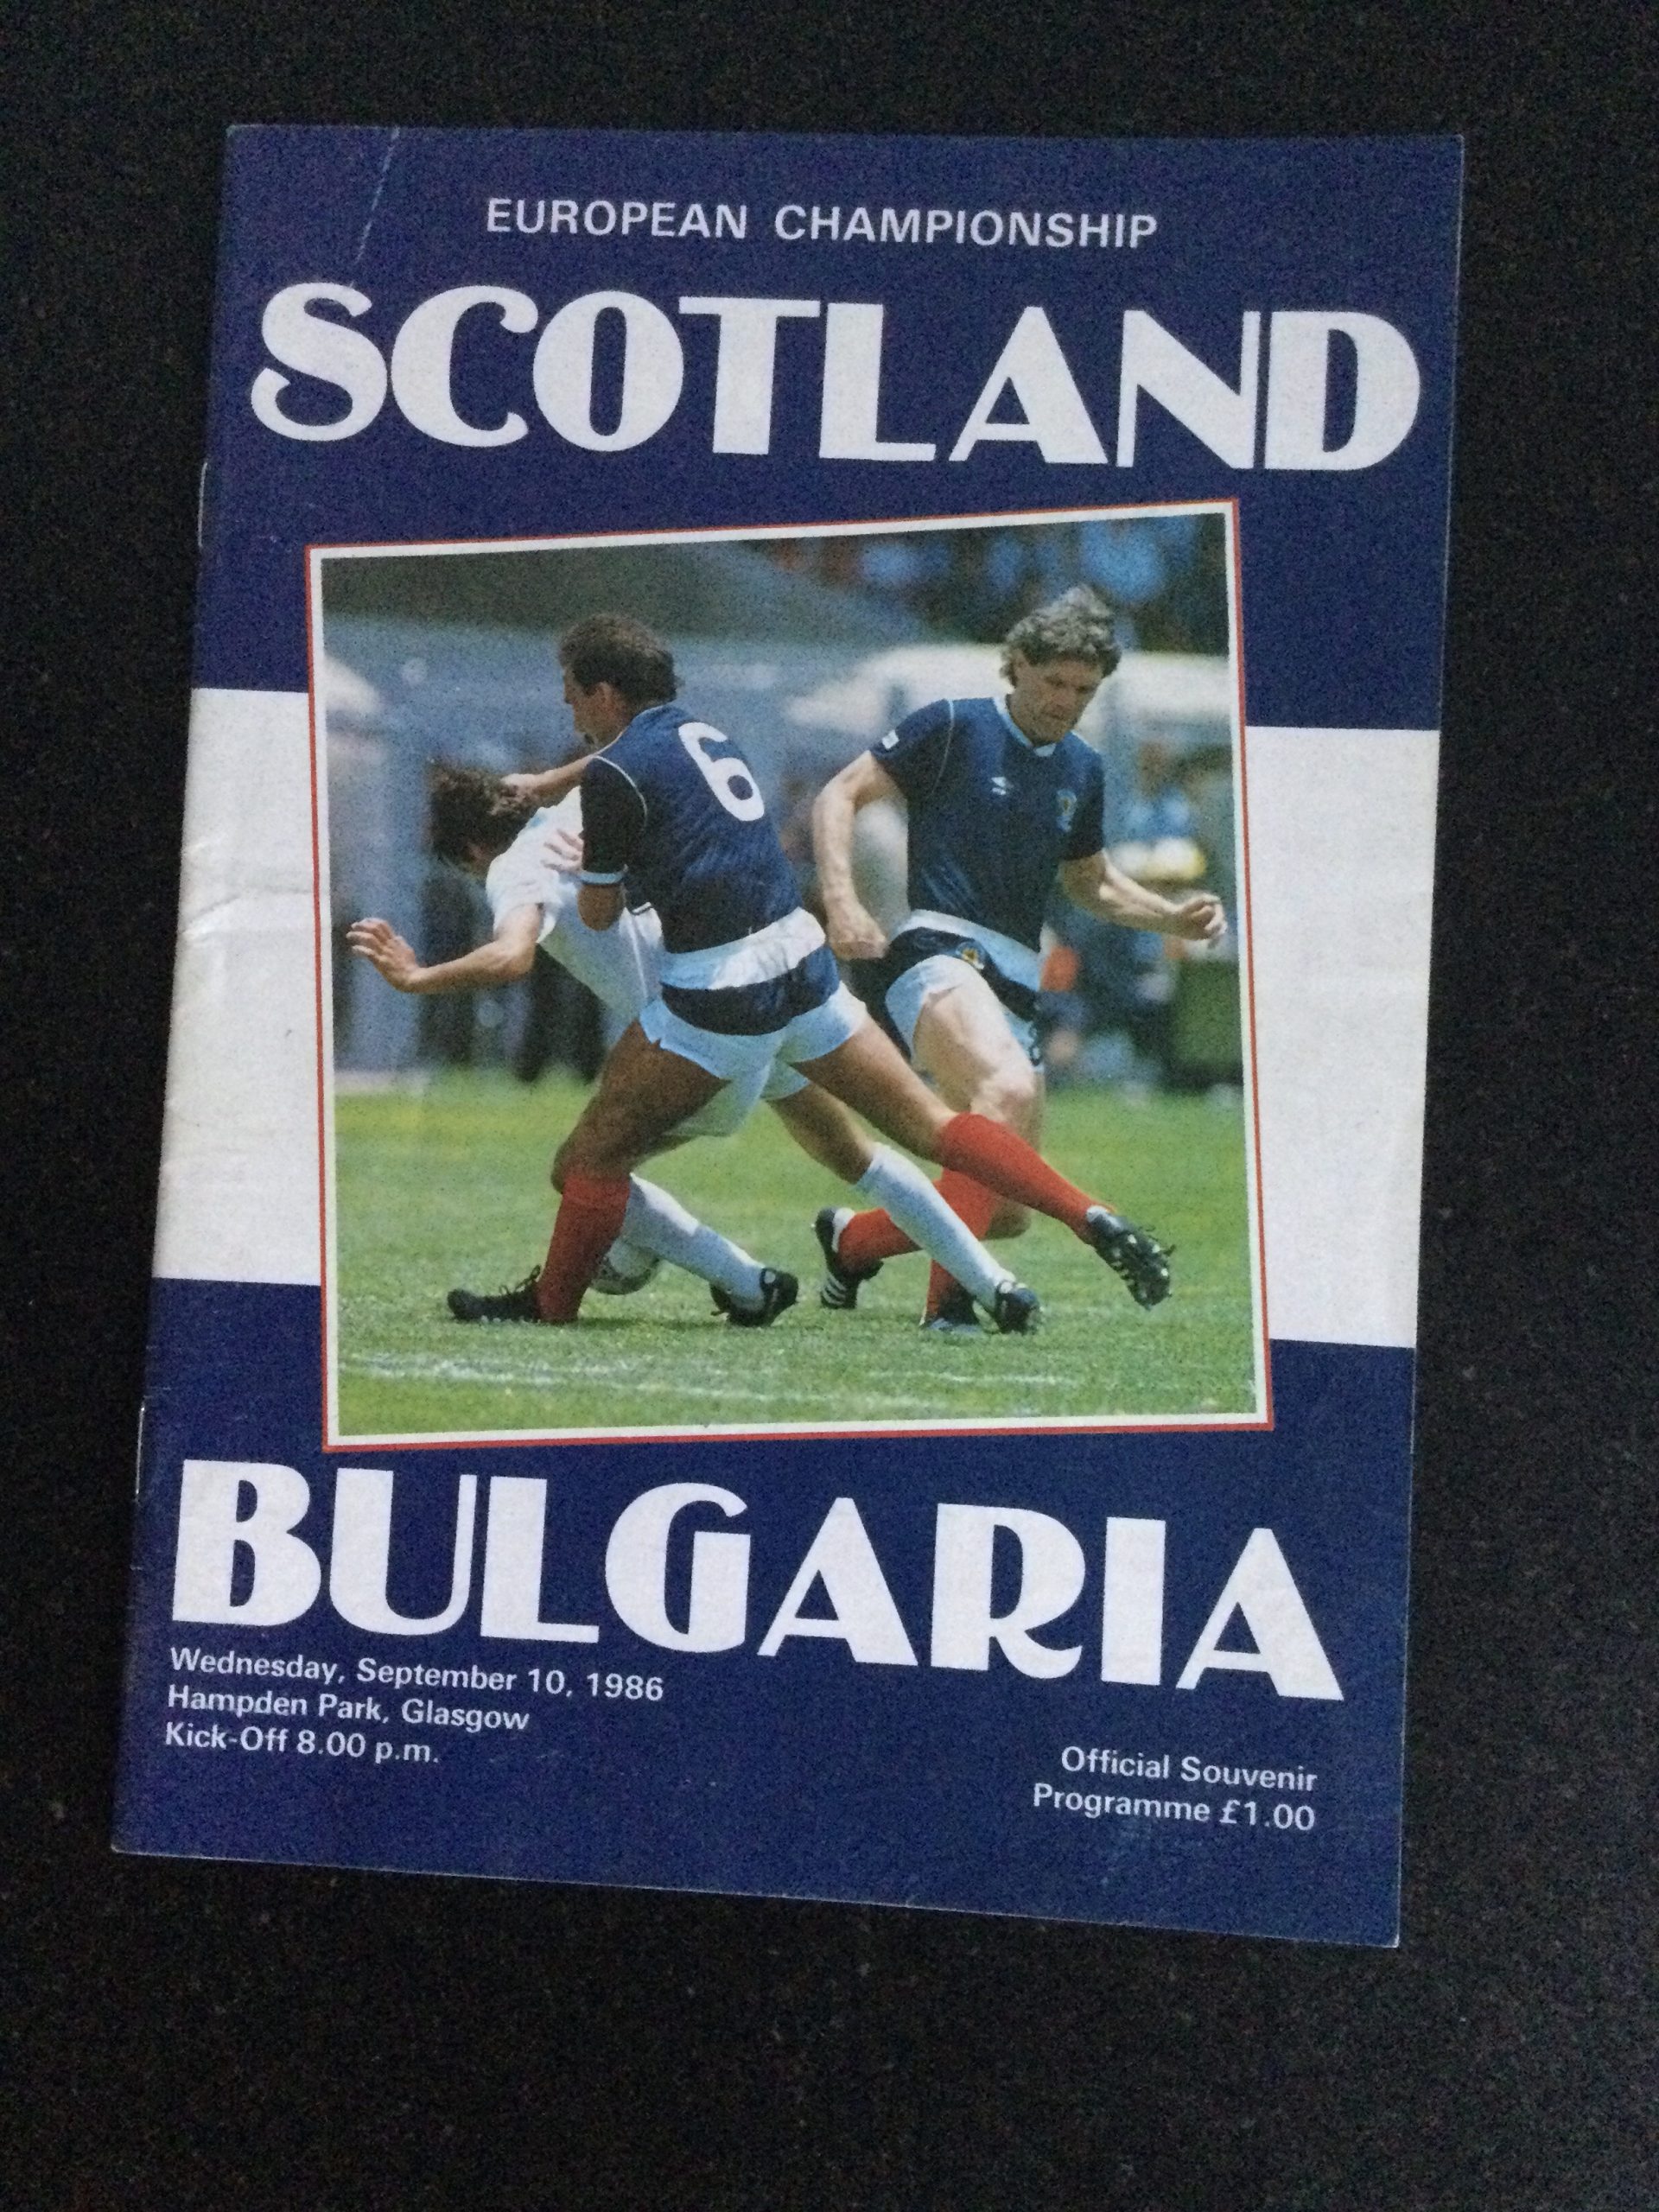 EUROPEAN CHAMPIONSHIP
SCOTLAND
6
BULGARIA
Wednesday, September 10, 1986
Hampden Park, Glasgow
Kick-Off 8.00 p.m.
Official Souvenir
Programme £1.00